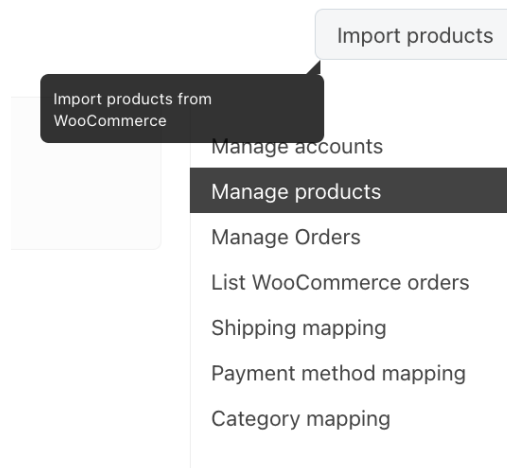 Import products
Import products from
WooCommerce
Manage accounts
Manage products
Manage Orders
List WooCommerce orders
Shipping mapping
Payment method mapping
Category mapping